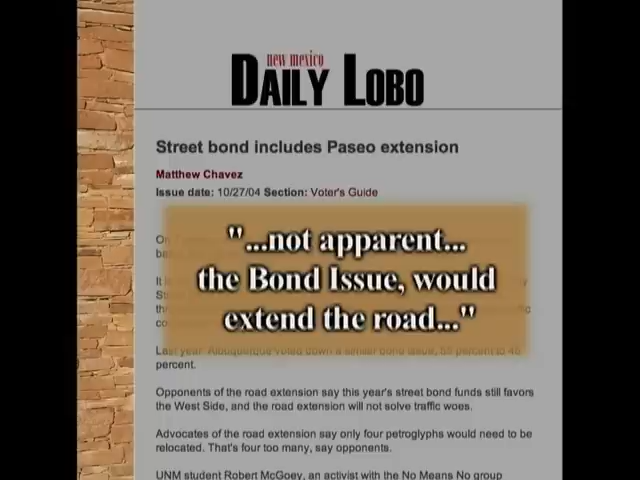 new mexico
DAILY LOBO
Street bond includes Paseo extension
Matthew Chavez
Issue date: 10/27/04 Section: Voter's Guide
"...not apparent...
the Bond Issue, would
extend the road..."
Last year, Albuquerque voted down a similar bond issue, 55 percent to 45
percent.
Opponents of the road extension say this year's street bond funds still favors
the West Side, and the road extension will not solve traffic woes.
Advocates of the road extension say only four petroglyphs would need to be
relocated. That's four too many, say opponents.
UNM student Robert McGoey, an activist with the No Means No group